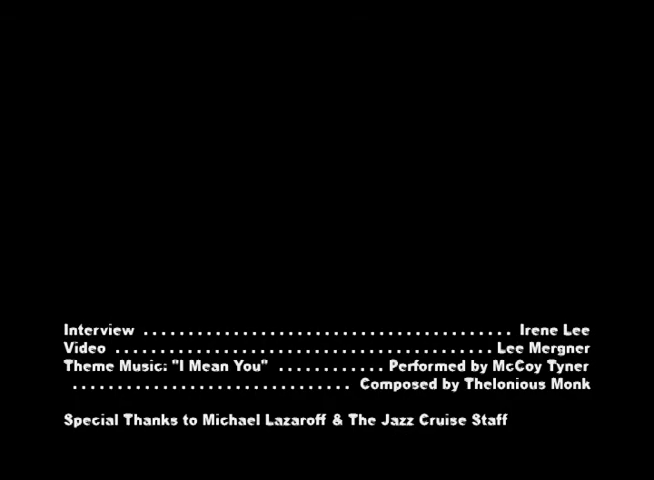 Interview ......................................... Irene Lee
Video .......................................... Lee Mergner
Theme Music: "I Mean You" ............ Performed by McCoy Tyner
............................... Composed by Thelonious Monk
Special Thanks to Michael Lazaroff & The Jazz Cruise Staff